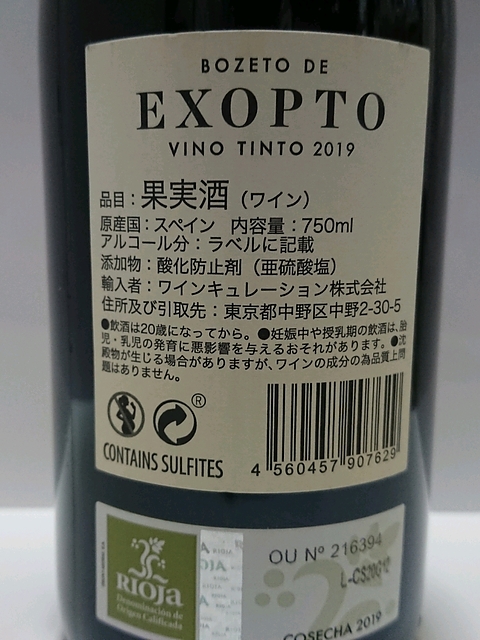 BOZETO DE
EXOPTO
VINO TINTO 2019
品目：果実酒（ワイン）
原産国：スペイン　内容量：750ml
アルコール分：ラベルに記載
添加物：酸化防止剤（亜硫酸塩）
輸入者：ワインキュレーション株式会社
住所及び引取先：東京都中野区中野2-30-5
●飲酒は20歳になってから。●妊娠中や授乳期の飲酒は、胎
児・乳児の発育に悪影響を与えるおそれがあります。●沈
殿物が生じる場合がありますが、ワインの成分の為品質上問
題はありません。
®
CONTAINS SULFITES
4 560457 907629
RIOJA
Denominación de
Origen Calificada
OU Nº 216394
COSECHA 2019